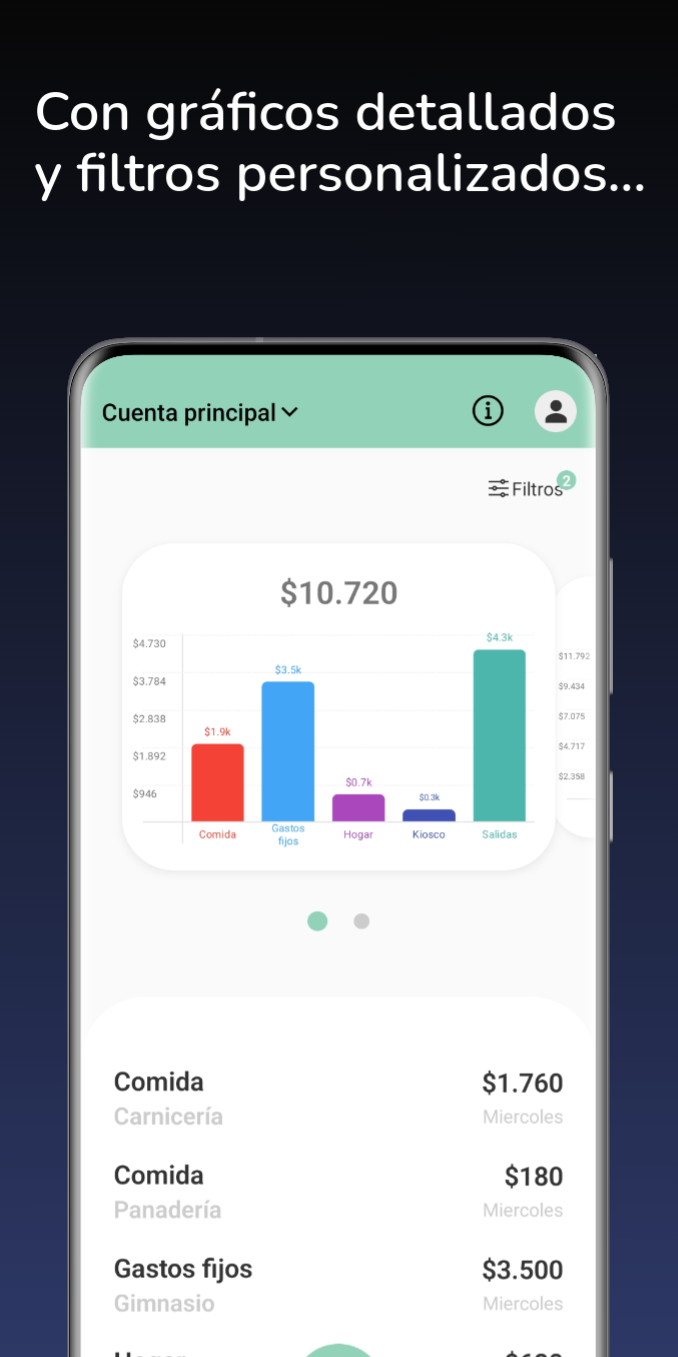 Con gráficos detallados
y filtros personalizados...
Cuenta principal
Filtros
2
$10.720
$4.730
$3.784
$2.838
$1.892
$946
$1.9k
$3.5k
$0.7k
$0.3k
$4.3k
Comida
Gastos
fijos
Hogar
Kiosco
Salidas
$11.792
$9.434
$7.075
$4.717
$2.358
Comida
$1.760
Carnicería
Miercoles
Comida
$180
Panadería
Miercoles
Gastos fijos
$3.500
Gimnasio
Miercoles